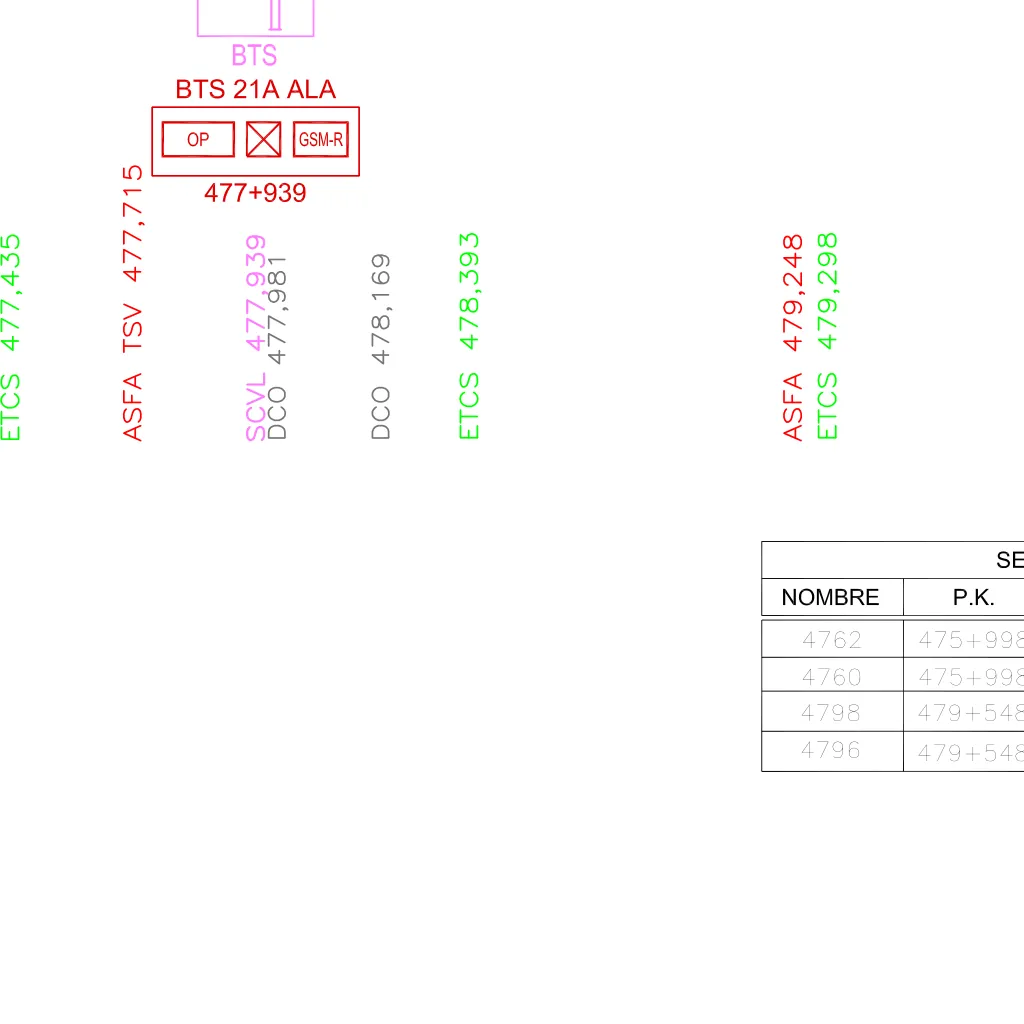 BTS
BTS 21A ALA
OP
GSM-R
477+939
ETCS 477,435
ASFA TSV 477,715
SCVL 477,939
DCO 477,981
DCO 478,169
ETCS 478,393
ASFA 479,248
ETCS 479,298
SE
NOMBRE P.K.
4762 475+998
4760 475+998
4798 479+548
4796 479+548